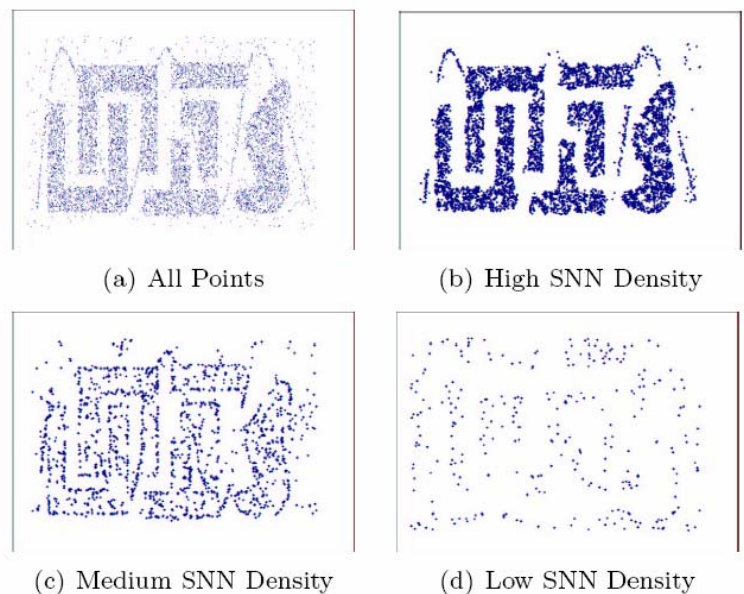 (a) All Points
(b) High SNN Density
(c) Medium SNN Density
(d) Low SNN Density